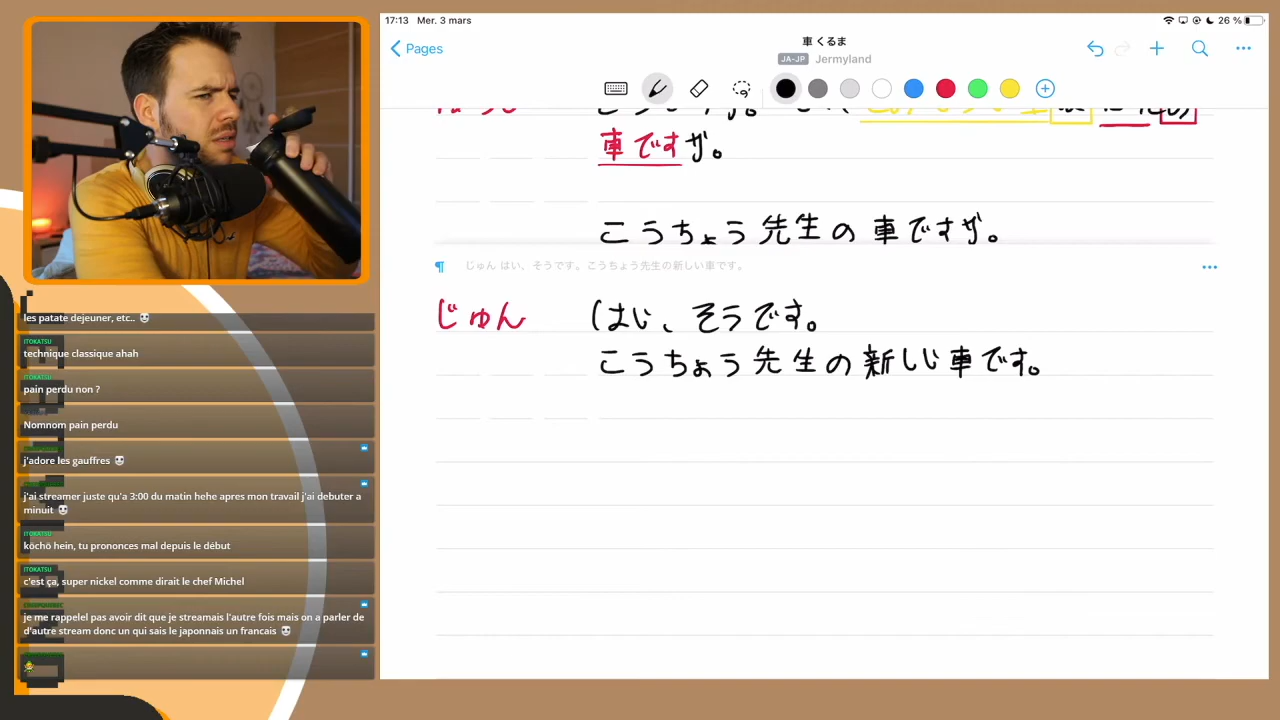 17:13 Mer. 3 mars
26 %
Pages
車 くるま
JA-JP Jermyland
車ですか。
こうちょう先生の車ですか。
じゅん はい、そうです。こうちょう先生の新しい車です。
じゅん はい、そうです。
こうちょう先生の新しい車です。
les patate dejeuner, etc..
ITOKATSU
technique classique ahah
ITOKATSU
pain perdu non ?
Nomnom pain perdu
j'adore les gauffres
j'ai streamer juste qu'a 3:00 du matin hehe apres mon travail j'ai debuter a
minuit
ITOKATSU
kōchō hein, tu prononces mal depuis le début
ITOKATSU
c'est ça, super nickel comme dirait le chef Michel
je me rappelel pas avoir dit que je streamais l'autre fois mais on a parler de
d'autre stream donc un qui sais le japonnais un francais